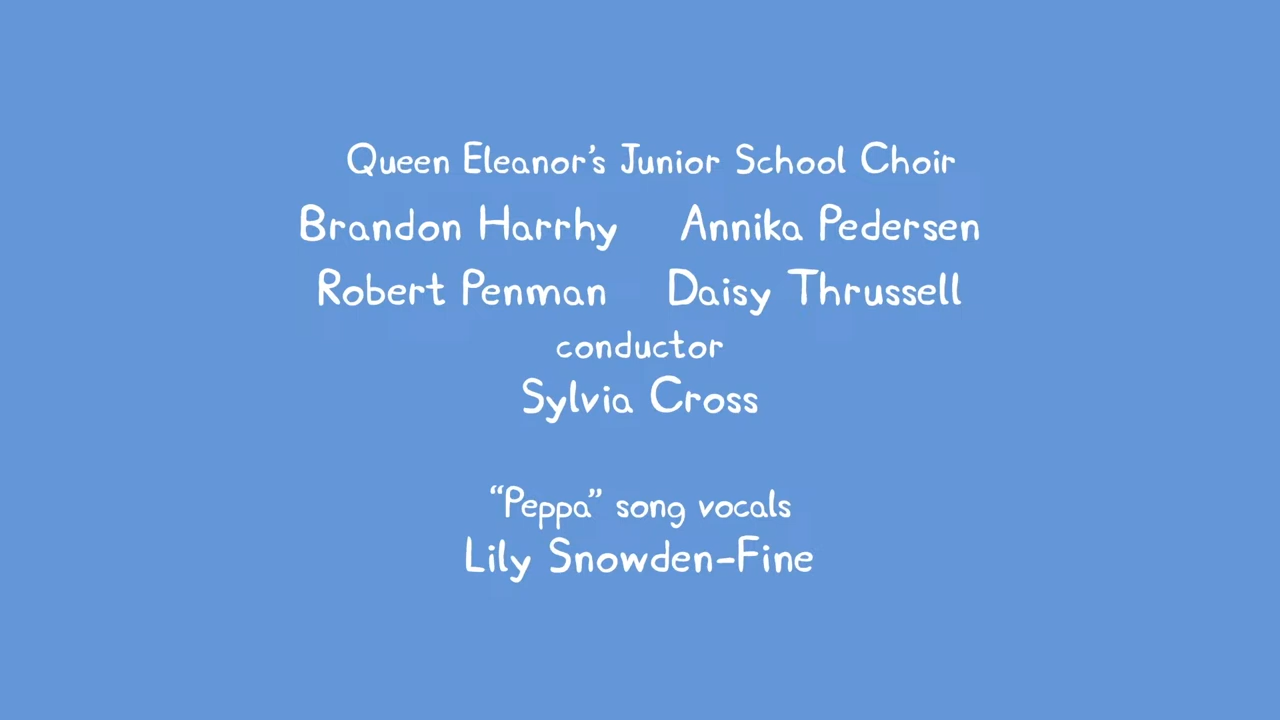 Queen Eleanor's Junior School Choir
Brandon Harrhy Annika Pedersen
Robert Penman Daisy Thrussell
conductor
Sylvia Cross
“Peppa” song vocals
Lily Snowden-Fine